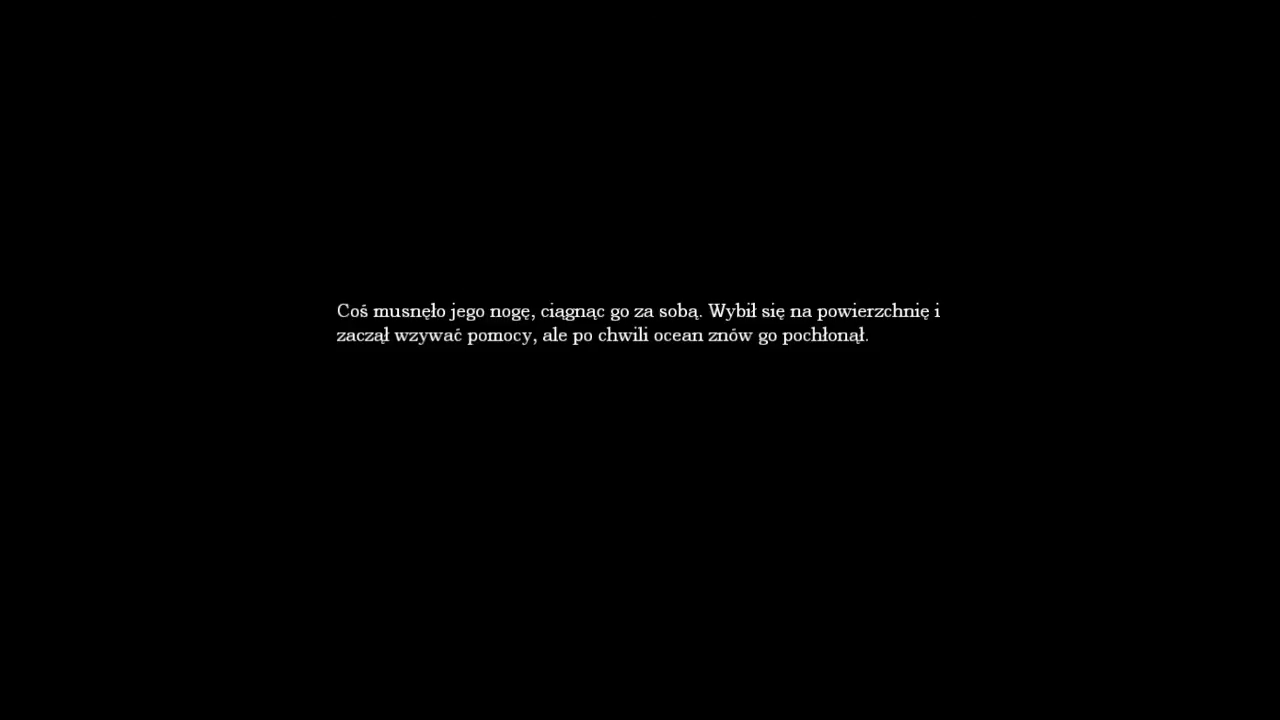 Coś musnęło jego nogę, ciągnąc go za sobą. Wybił się na powierzchnię i
zaczął wzywać pomocy, ale po chwili ocean znów go pochłonął.